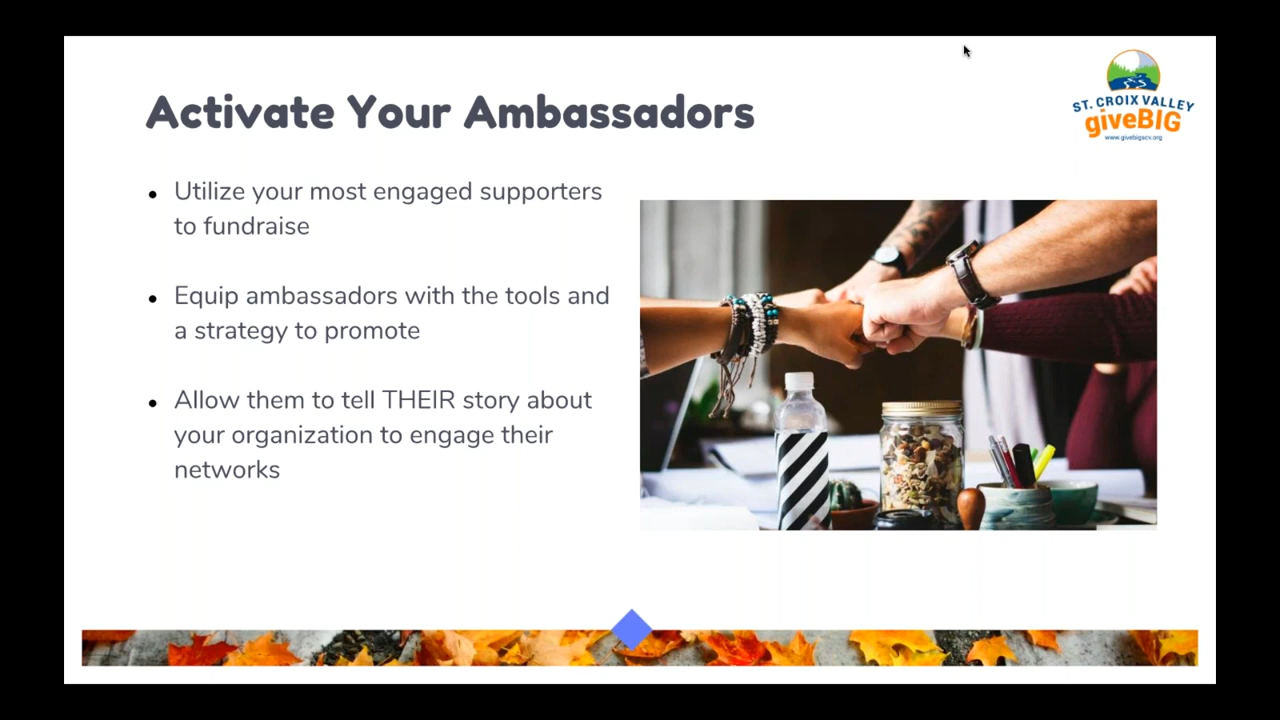 Activate Your Ambassadors
ST. CROIX VALLEY
giveBIG
www.givebigscv.org
• Utilize your most engaged supporters
to fundraise
• Equip ambassadors with the tools and
a strategy to promote
• Allow them to tell THEIR story about
your organization to engage their
networks